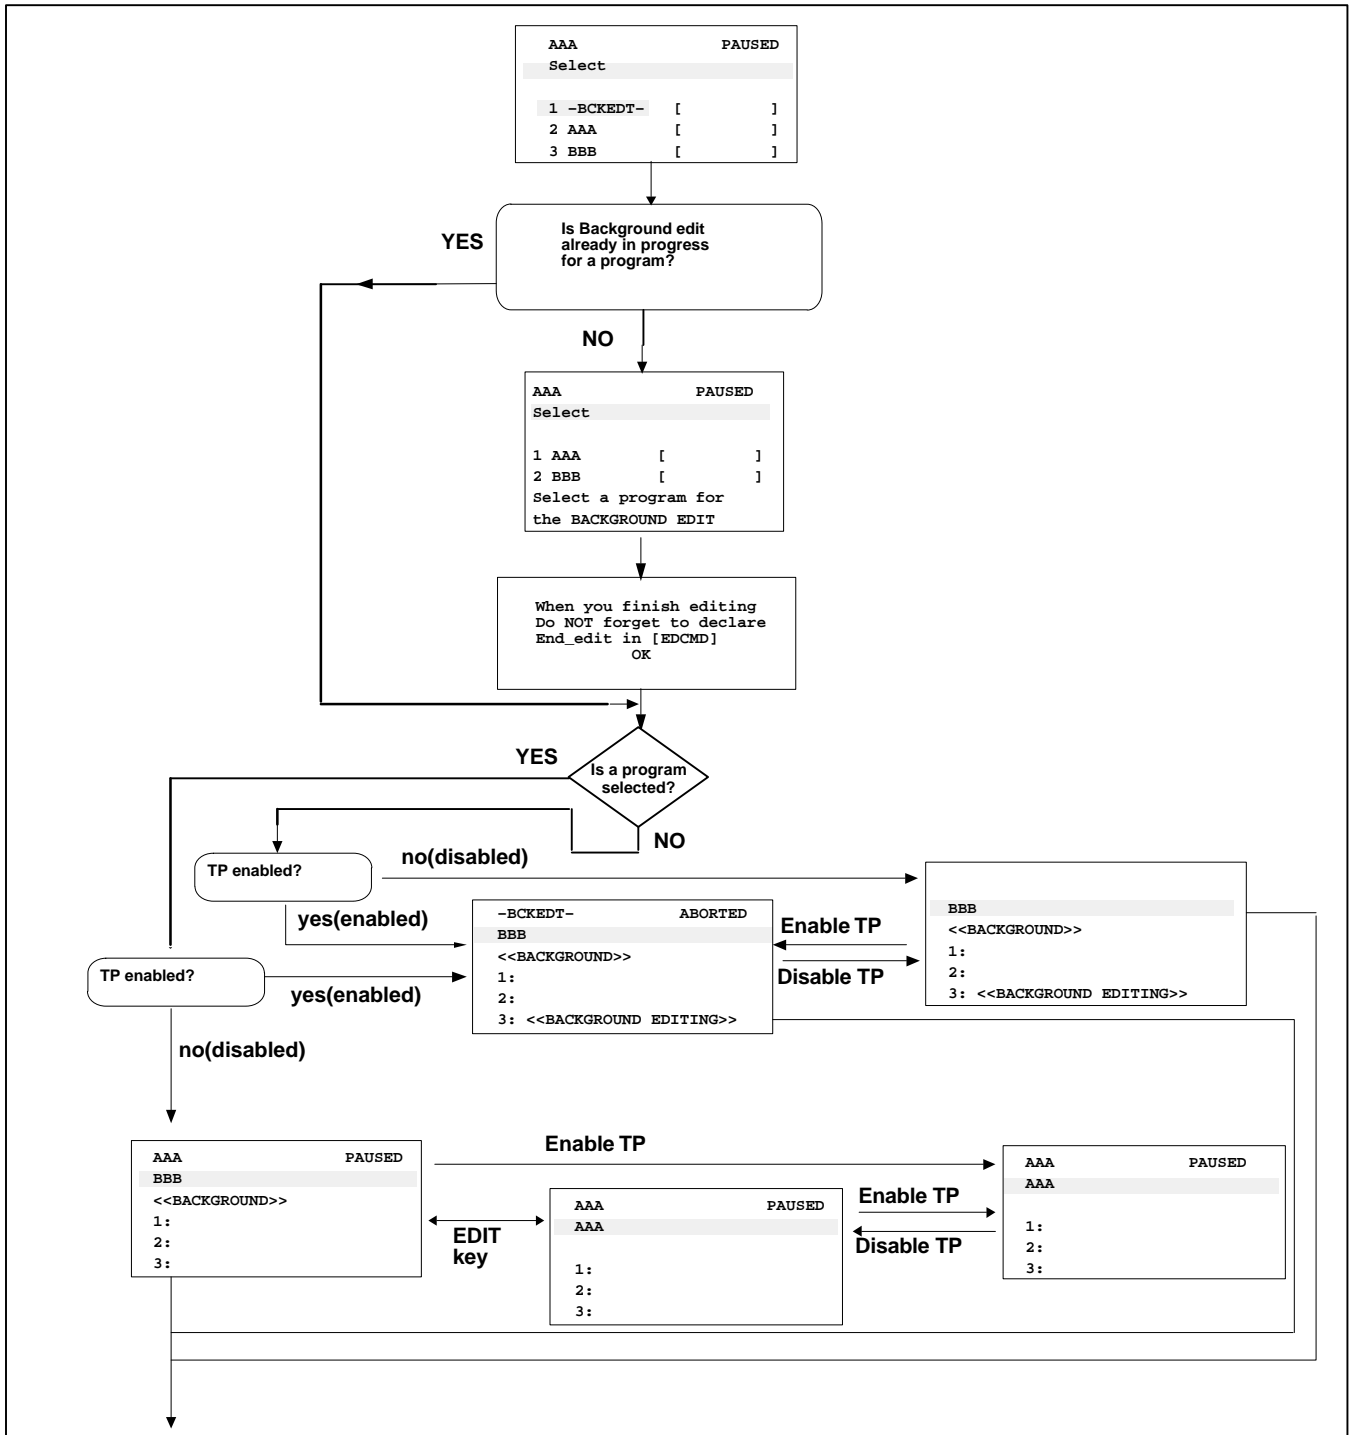 AAA PAUSED
Select
1 –BCKEDT– [ ]
2 AAA [ ]
3 BBB [ ]
YES
Is Background edit
already in progress
for a program?
NO
AAA PAUSED
Select
1 AAA [ ]
2 BBB [ ]
Select a program for
the BACKGROUND EDIT
When you finish editing
Do NOT forget to declare
End_edit in [EDCMD]
OK
YES
Is a program
selected?
NO
TP enabled?
no(disabled)
yes(enabled)
–BCKEDT– ABORTED
BBB
<<BACKGROUND>>
1:
2:
3: <<BACKGROUND EDITING>>
Enable TP
Disable TP
BBB
<<BACKGROUND>>
1:
2:
3: <<BACKGROUND EDITING>>
TP enabled?
yes(enabled)
no(disabled)
AAA PAUSED
BBB
<<BACKGROUND>>
1:
2:
3:
Enable TP
EDIT
key
AAA PAUSED
AAA
1:
2:
3:
Enable TP
Disable TP
AAA PAUSED
AAA
1:
2:
3: